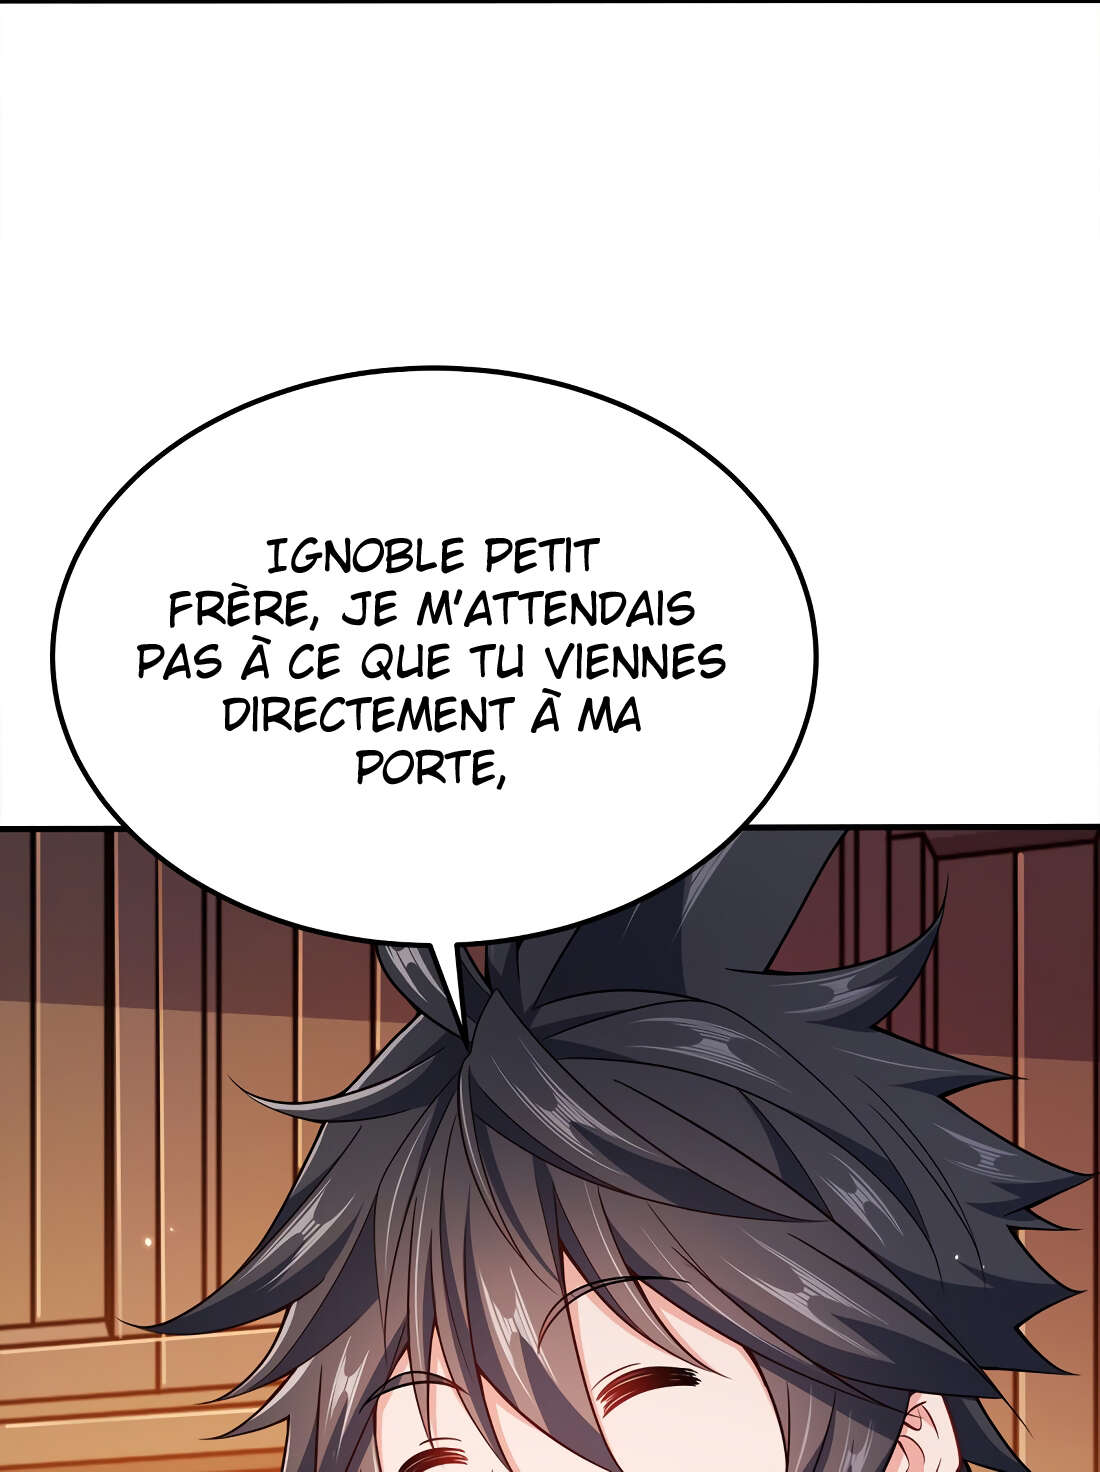 IGNOBLE PETIT
FRÈRE, JE M'ATTENDAIS
PAS À CE QUE TU VIENNES
DIRECTEMENT À MA
PORTE,